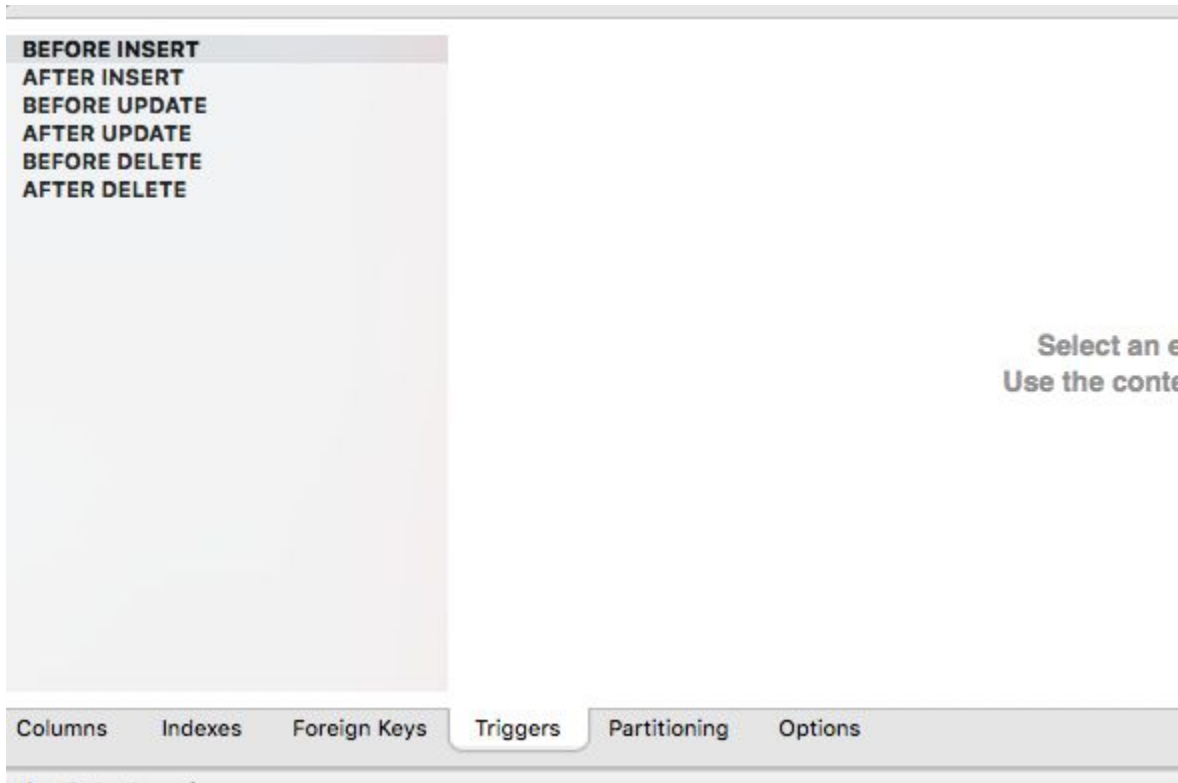 BEFORE INSERT
AFTER INSERT
BEFORE UPDATE
AFTER UPDATE
BEFORE DELETE
AFTER DELETE
Select an
Use the
Columns Indexes Foreign Keys Triggers Partitioning Options